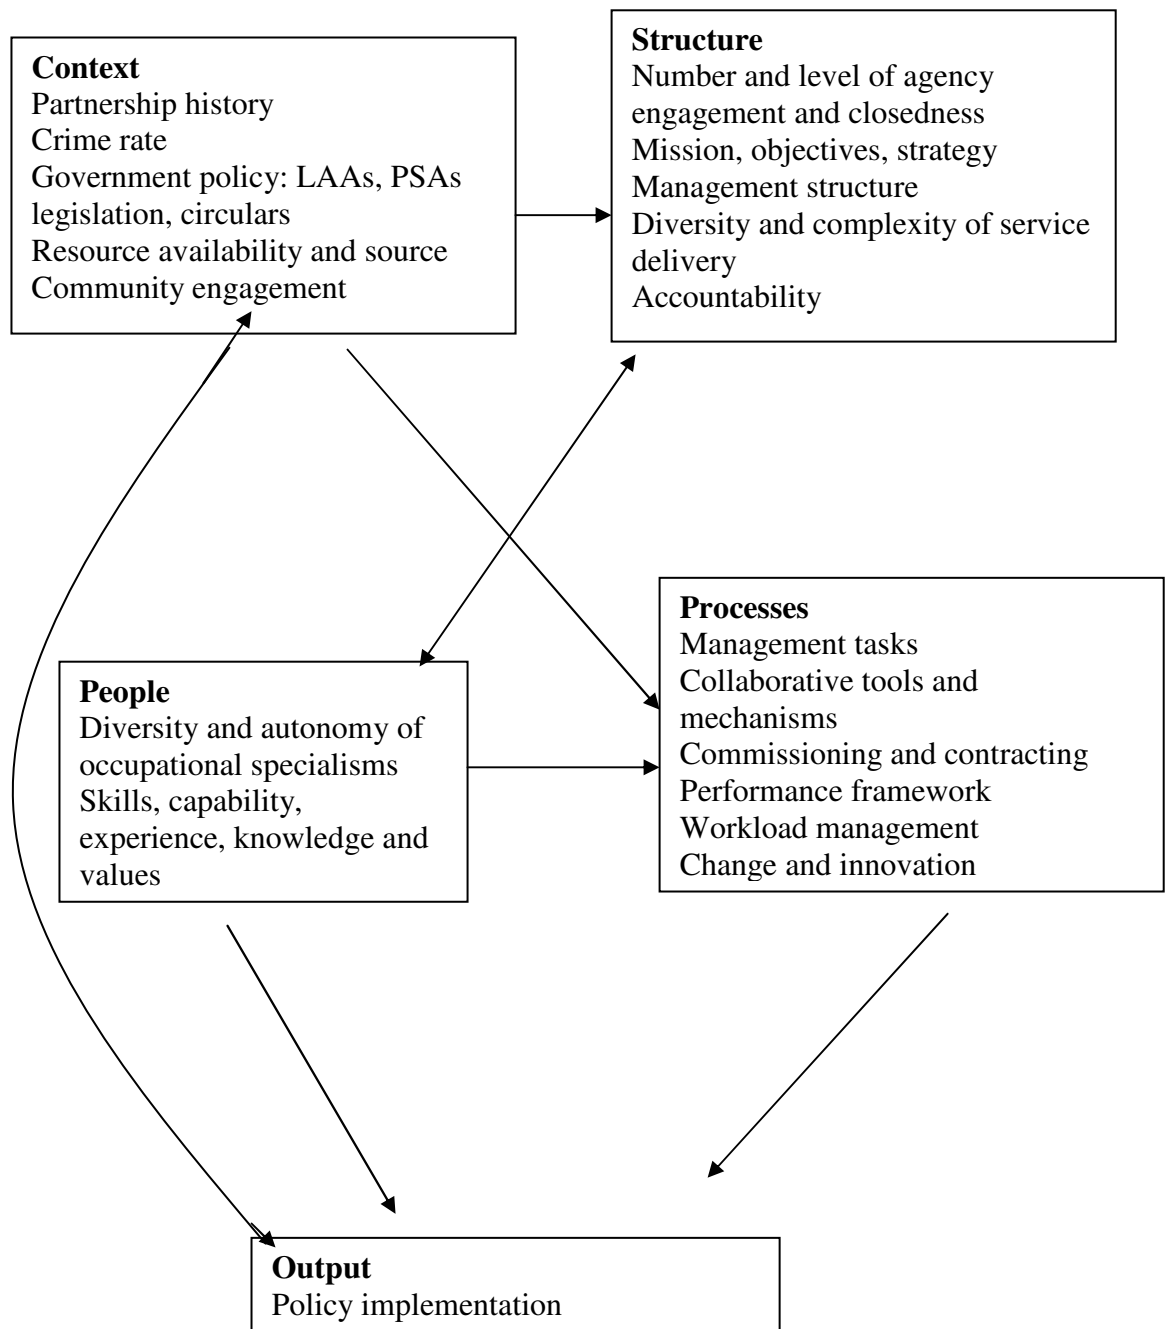 Context
Partnership history
Crime rate
Government policy: LAAs, PSAs
legislation, circulars
Resource availability and source
Community engagement
Structure
Number and level of agency
engagement and closedness
Mission, objectives, strategy
Management structure
Diversity and complexity of service
delivery
Accountability
People
Diversity and autonomy of
occupational specialisms
Skills, capability,
experience, knowledge and
values
Processes
Management tasks
Collaborative tools and
mechanisms
Commissioning and contracting
Performance framework
Workload management
Change and innovation
Output
Policy implementation